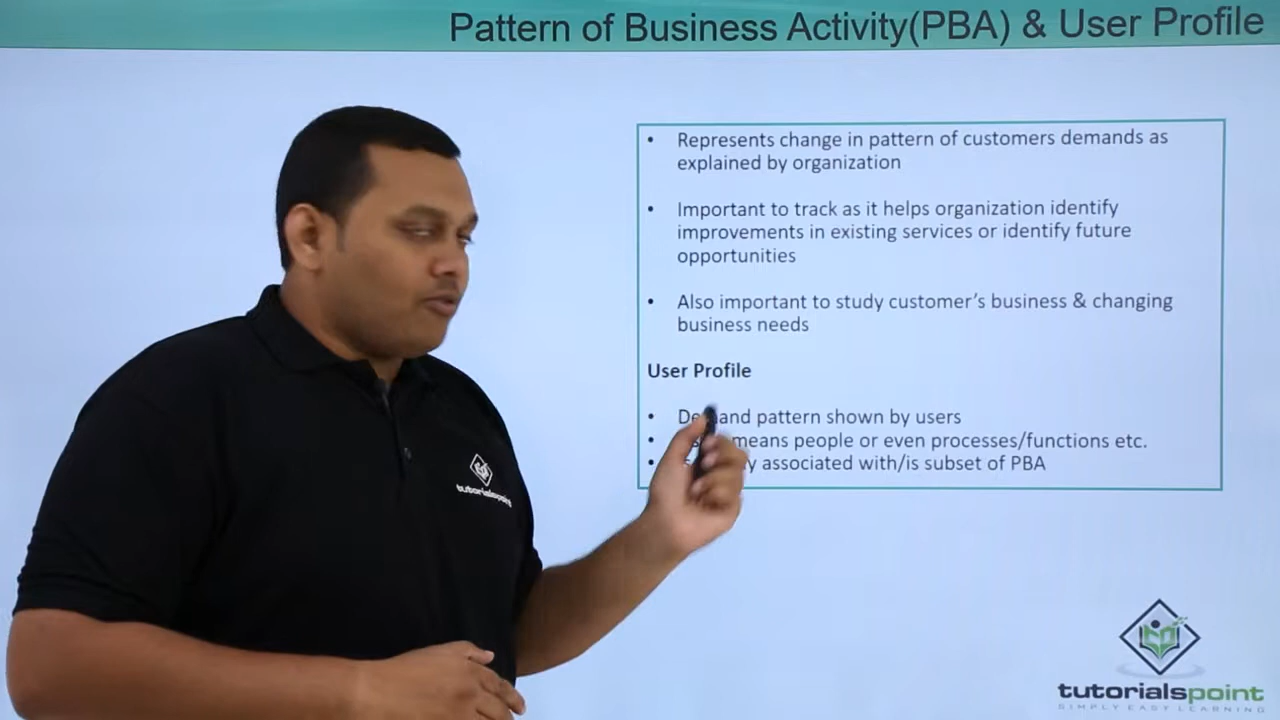 Pattern of Business Activity(PBA) & User Profile
• Represents change in pattern of customers demands as
explained by organization
• Important to track as it helps organization identify
improvements in existing services or identify future
opportunities
• Also important to study customer's business & changing
business needs
User Profile
• Demand pattern shown by users
• means people or even processes/functions etc.
• associated with/is subset of PBA
tutorialspoint
tutorialspoint
SIMPLY EASY LEARNING